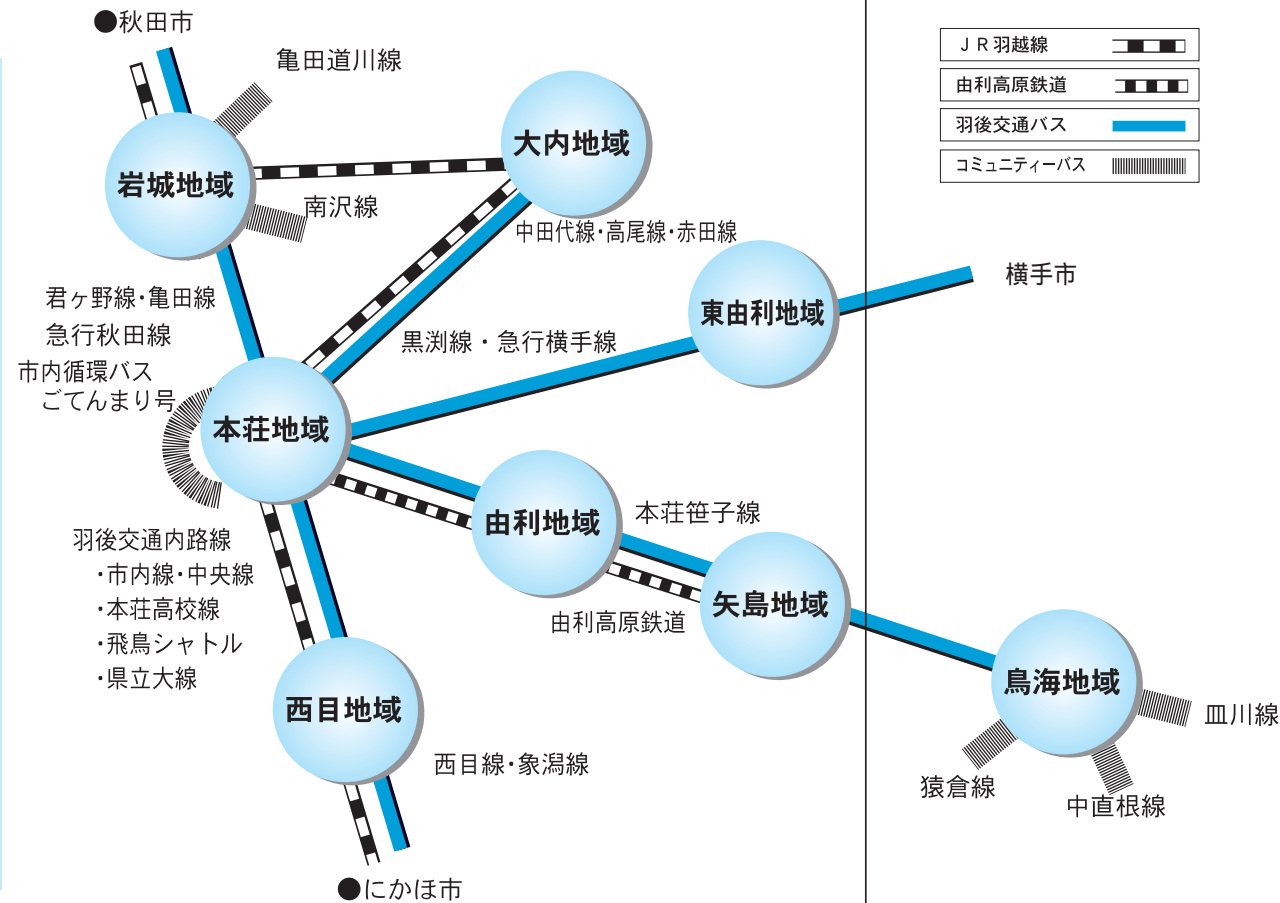 ●秋田市
亀田道川線
大内地域
岩城地域
南沢線
中田代線・高尾線・赤田線
君ヶ野線・亀田線
急行秋田線
市内循環バス
ごてんまり号
黒渕線・急行横手線
東由利地域
横手市
本荘地域
由利地域
本荘笹子線
羽後交通内路線
・市内線・中央線
・本荘高校線
・飛鳥シャトル
・県立大線
由利高原鉄道
矢島地域
西目地域
西目線・象潟線
鳥海地域
皿川線
猿倉線
中直根線
●にかほ市
ＪＲ羽越線
由利高原鉄道
羽後交通バス
コミュニティーバス